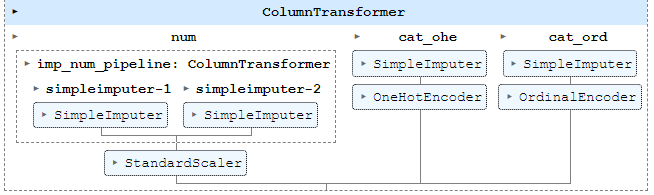 ColumnTransformer
num cat_ohe cat_ord
imp_num_pipeline: ColumnTransformer SimpleImputer SimpleImputer
simpleimputer-1 simpleimputer-2
OneHotEncoder OrdinalEncoder
SimpleImputer SimpleImputer
StandardScaler